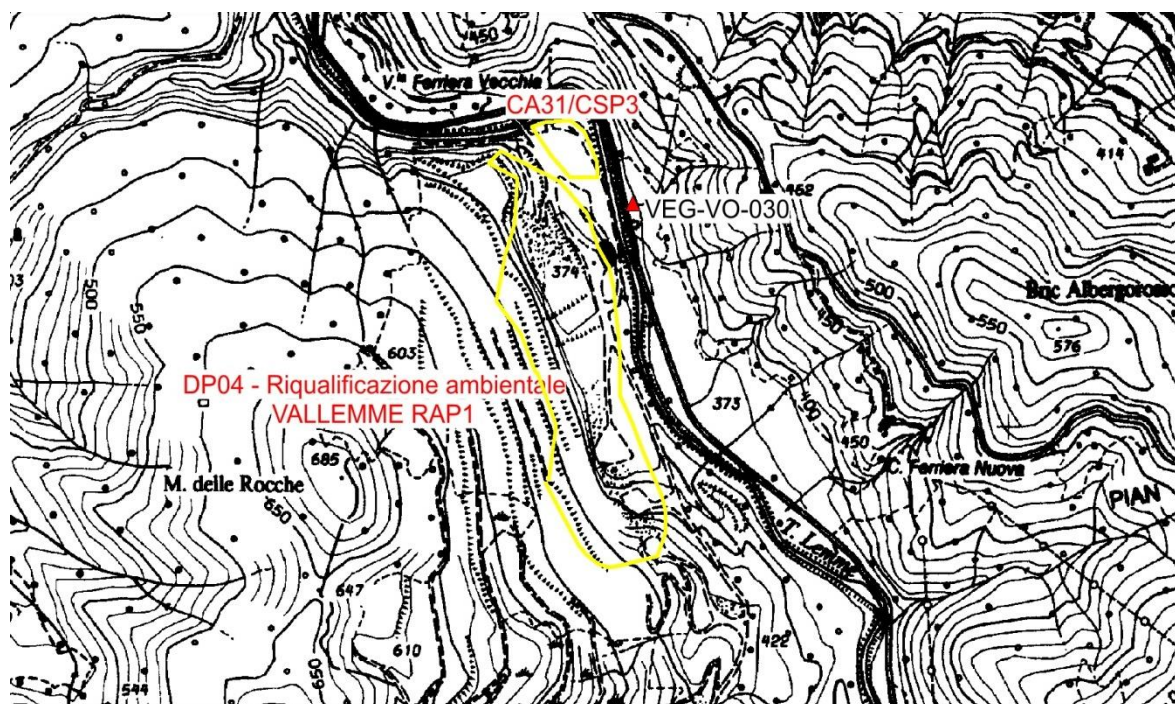 450
V.la Ferriera Vecchia
CA31/CSP3
414
462
VEG-VO-030
500
550
374
500
Bric Albergorosso
450
550
576
603
DP04 - Riqualificazione ambientale
VALLEMME RAP1
373
400
450
685
C. Ferriera Nuova
M. delle Rocche
650
PIAN
T. Lemme
647
422
610
650
544